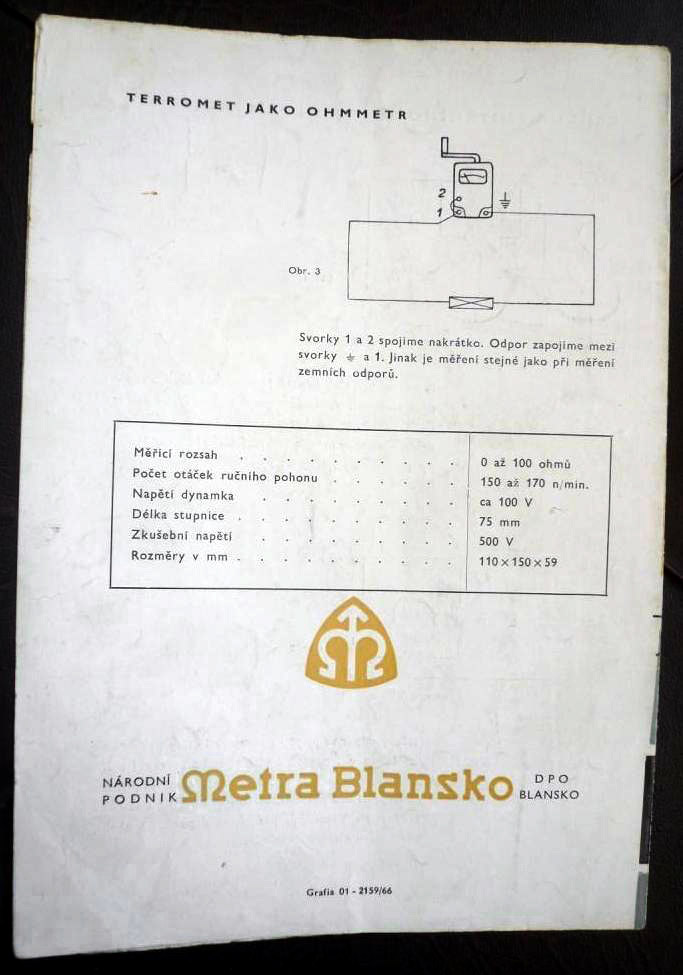 TERROMET JAKO OHMMETR
2
1
Obr. 3
Svorky 1 a 2 spojíme nakrátko. Odpor zapojíme mezi
svorky ⏚ a 1. Jinak je měření stejné jako při měření
zemních odporů.
Měřicí rozsah . . . . . . . . . . 0 až 100 ohmů
Počet otáček ručního pohonu . . . . . . 150 až 170 n/min.
Napětí dynamka . . . . . . . . . ca 100 V
Délka stupnice . . . . . . . . . . 75 mm
Zkušební napětí . . . . . . . . . 500 V
Rozměry v mm . . . . . . . . . . 110×150×59
NÁRODNÍ
PODNIK
Metra Blansko
DPO
BLANSKO
Grafia 01 - 2159/66